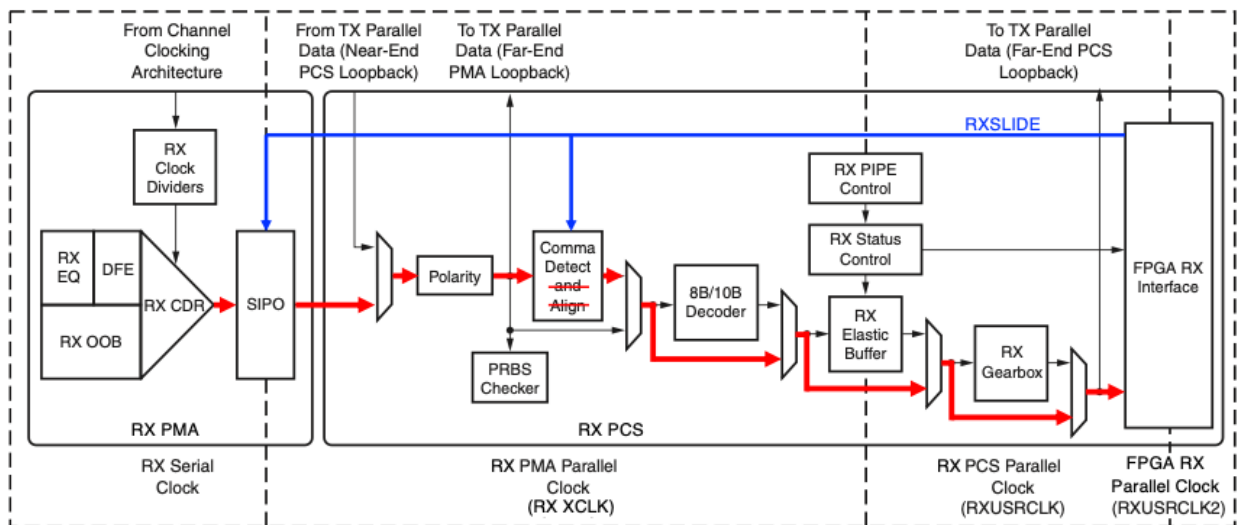 From Channel
Clocking
Architecture
From TX Parallel
Data (Near-End
PCS Loopback)
To TX Parallel
Data (Far-End
PMA Loopback)
To TX Parallel
Data (Far-End PCS
Loopback)
RXSLIDE
RX
Clock
Dividers
RX PIPE
Control
RX Status
Control
RX
EQ
DFE
RX CDR
RX OOB
SIPO
Polarity
Comma
Detect
and
Align
8B/10B
Decoder
RX
Elastic
Buffer
FPGA RX
Interface
PRBS
Checker
RX
Gearbox
RX PMA
RX PCS
RX Serial
Clock
RX PMA Parallel
Clock
(RX XCLK)
RX PCS Parallel
Clock
(RXUSRCLK)
FPGA RX
Parallel Clock
(RXUSRCLK2)